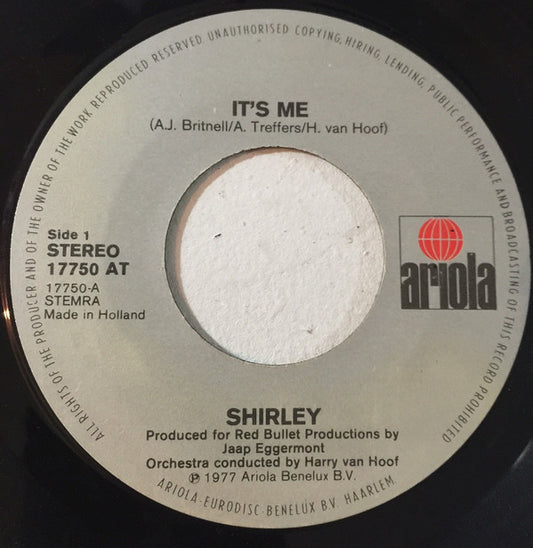 ALL RIGHTS OF THE PRODUCER AND OF THE OWNER OF THE WORK REPRODUCED RESERVED. UNAUTHORISED COPYING, HIRING, LENDING, PUBLIC PERFORMANCE AND BROADCASTING OF THIS RECORD PROHIBITED
IT'S ME
(A.J. Britnell/A. Treffers/H. van Hoof)
Side 1
STEREO
17750 AT
17750-A
STEMRA
Made in Holland
ariola
SHIRLEY
Produced for Red Bullet Productions by
Jaap Eggermont
Orchestra conducted by Harry van Hoof
℗ 1977 Ariola Benelux B.V.
ARIOLA-EURODISC BENELUX B.V. HAARLEM